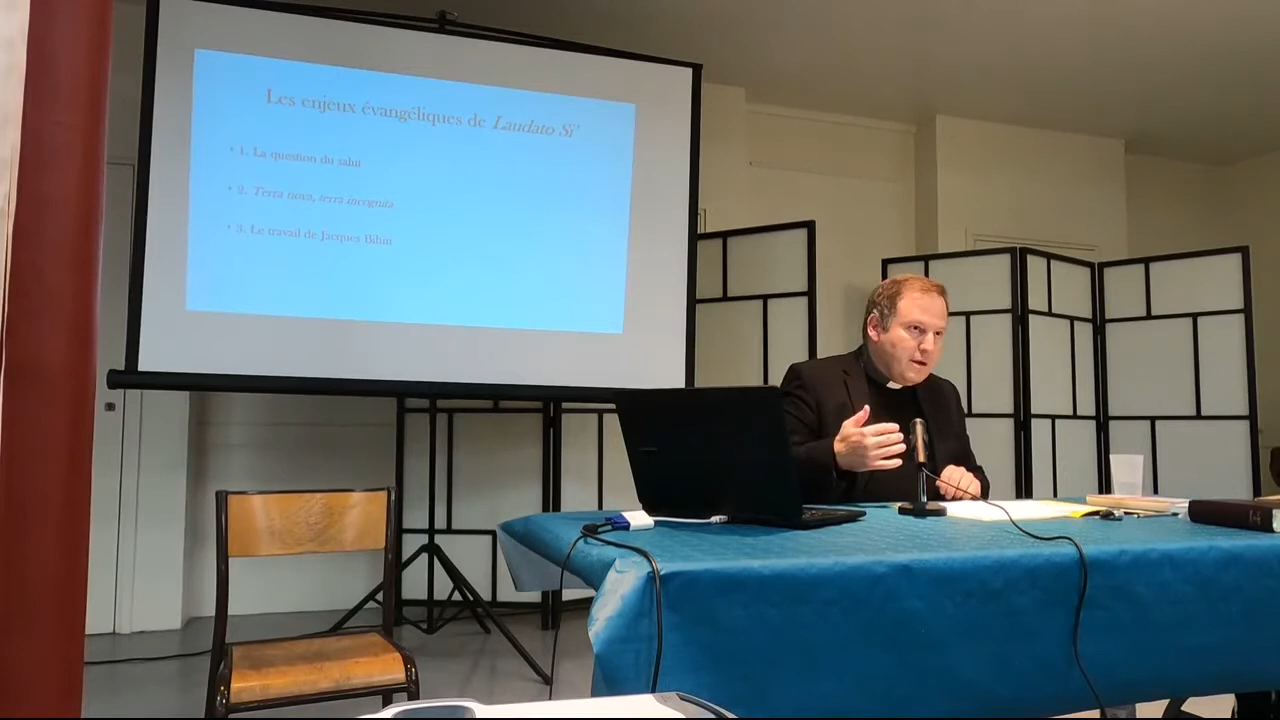 Les enjeux évangéliques de Laudato Si'
• 1. La question du salut
• 2. Terra nova, terra incognita
• 3. Le travail de Jacques Bihin